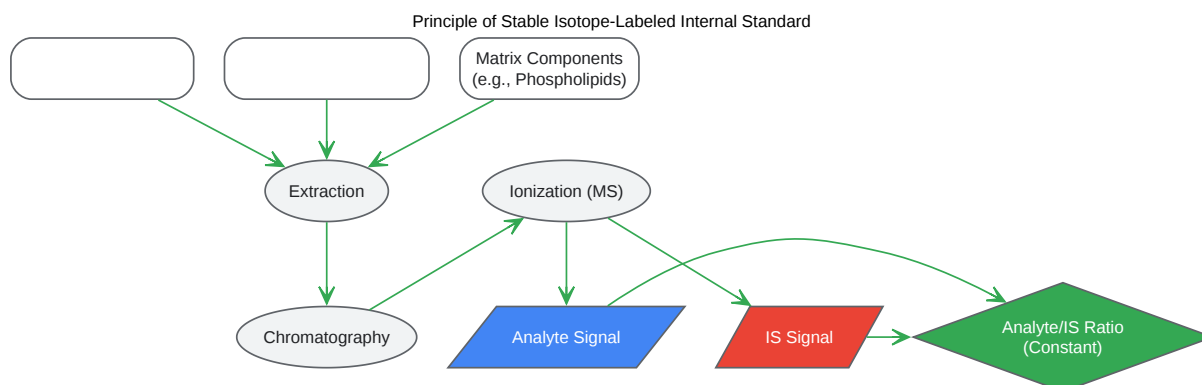 Principle of Stable Isotope-Labeled Internal Standard
Matrix Components
(e.g., Phospholipids)
Extraction
Ionization (MS)
Chromatography
Analyte Signal
IS Signal
Analyte/IS Ratio
(Constant)